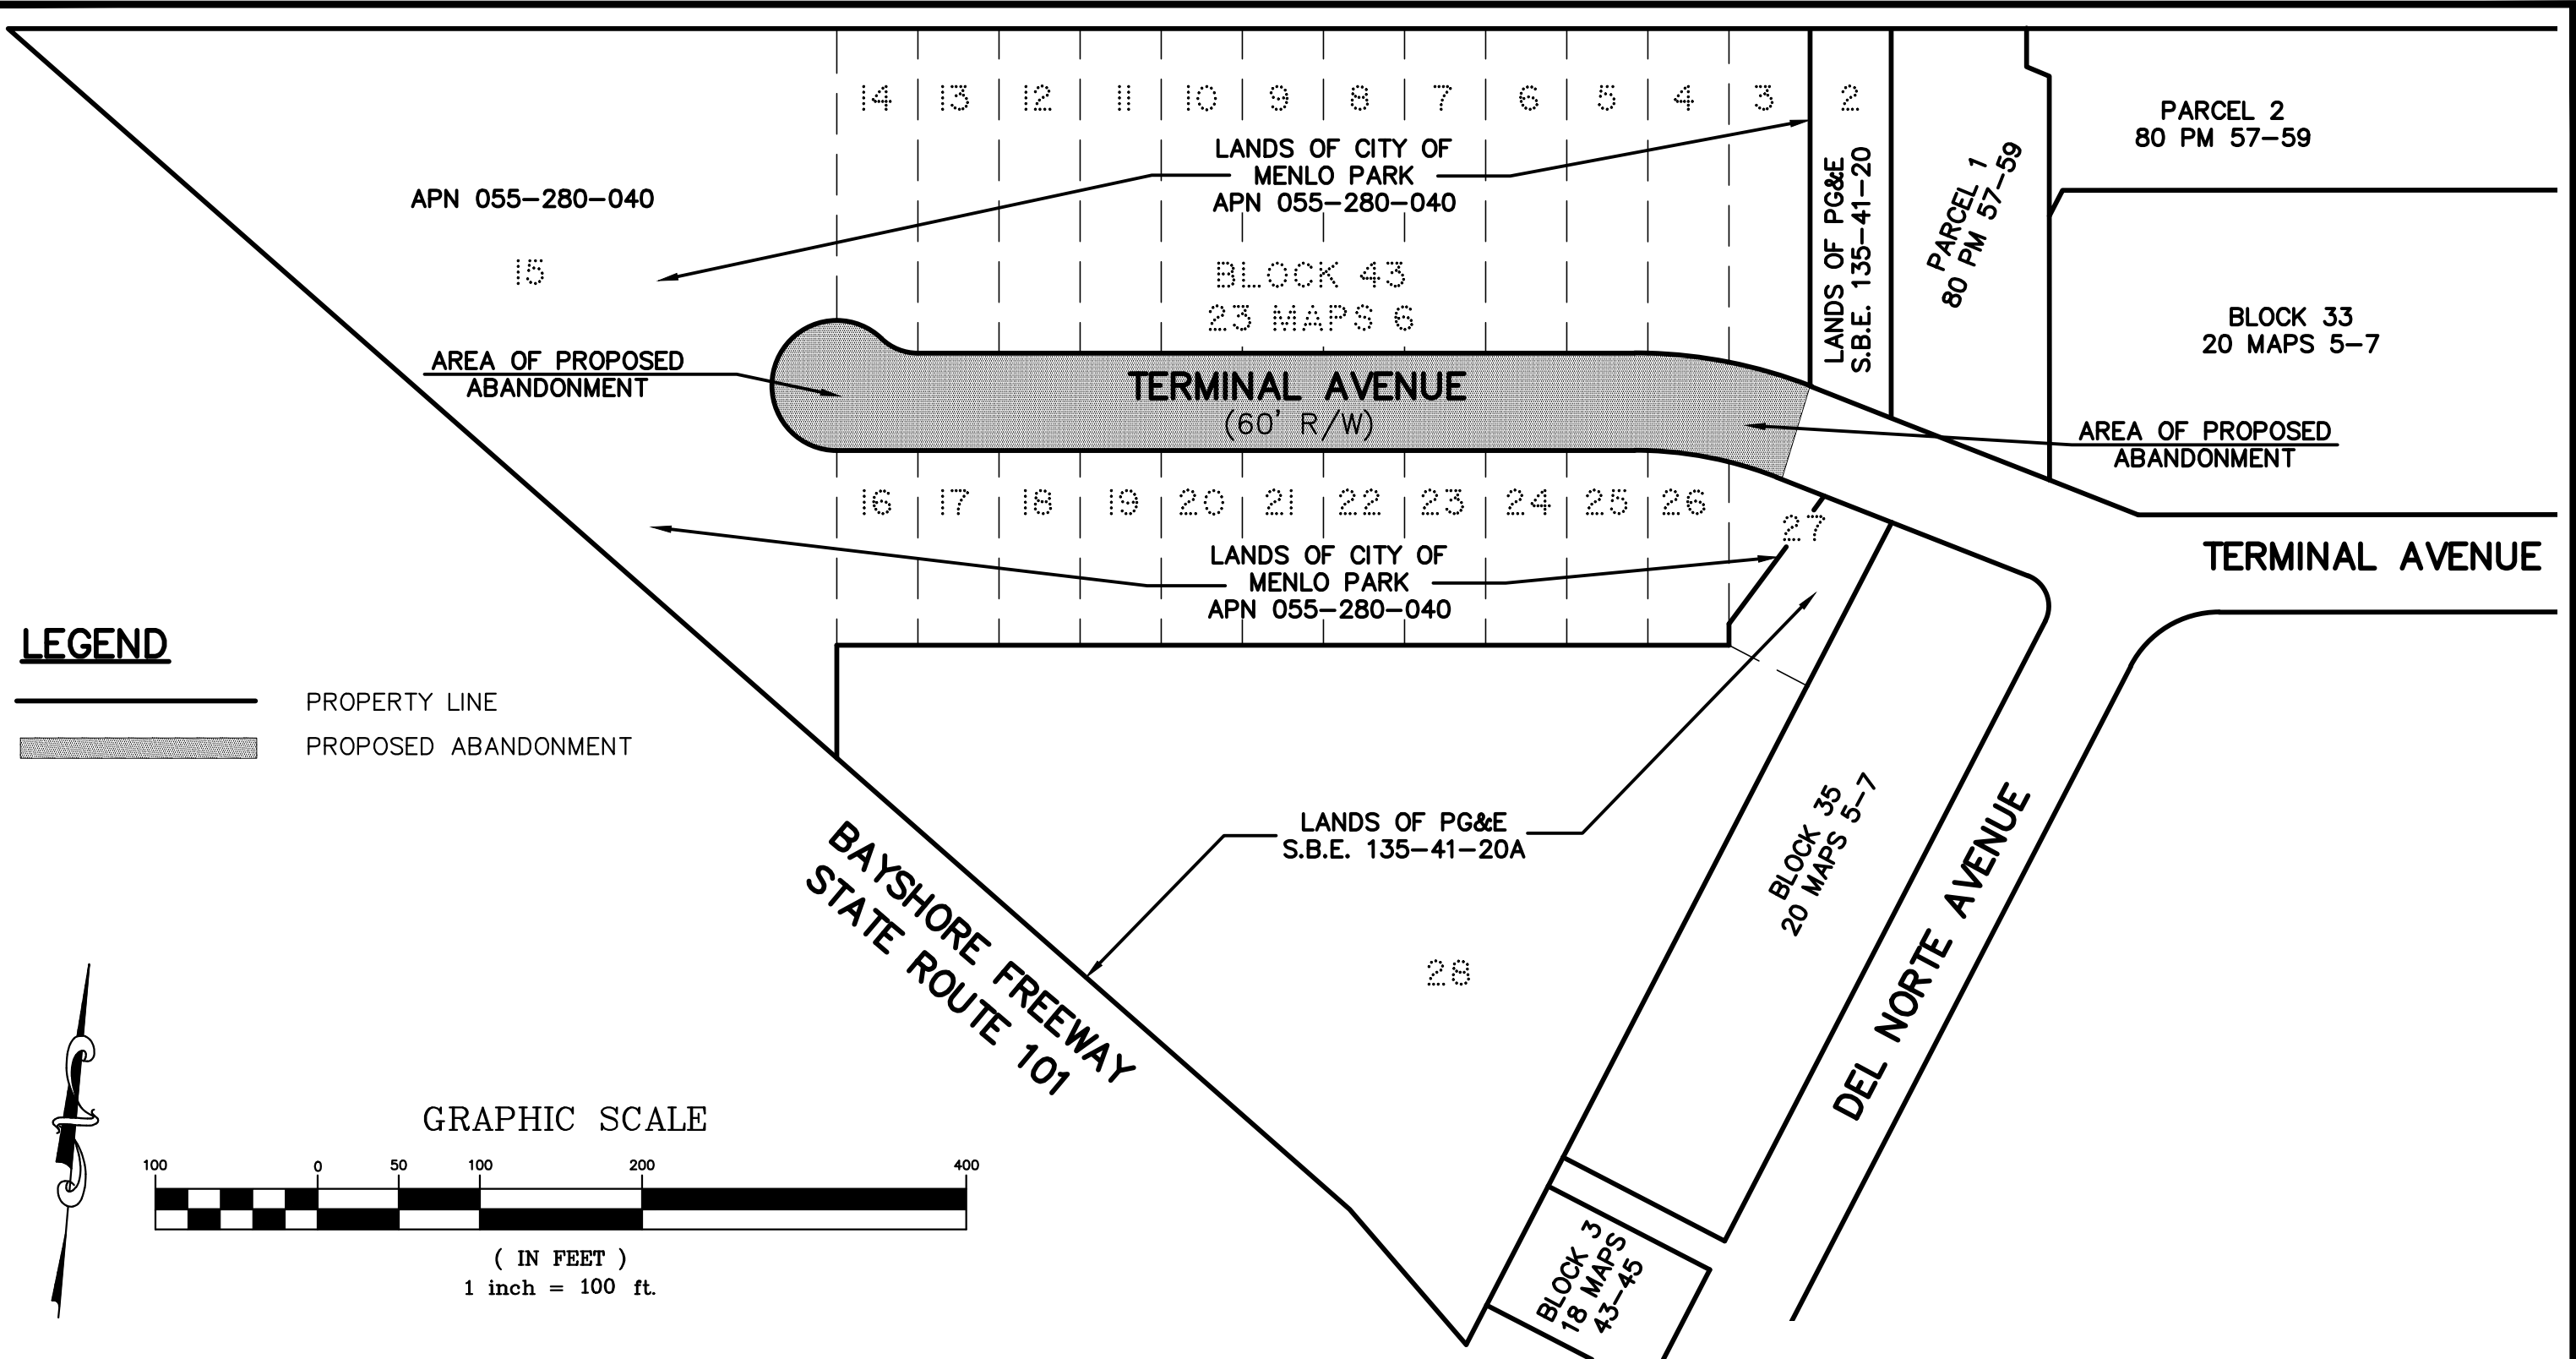 14 13 12 11 10 9 8 7 6 5 4 3 2
LANDS OF CITY OF
MENLO PARK
APN 055-280-040
APN 055-280-040
15
BLOCK 43
23 MAPS 6
LANDS OF PG&E
S.B.E. 135-41-20
PARCEL 1
80 PM 57-59
PARCEL 2
80 PM 57-59
BLOCK 33
20 MAPS 5-7
AREA OF PROPOSED
ABANDONMENT
TERMINAL AVENUE
(60' R/W)
AREA OF PROPOSED
ABANDONMENT
16 17 18 19 20 21 22 23 24 25 26 27
LANDS OF CITY OF
MENLO PARK
APN 055-280-040
TERMINAL AVENUE
LEGEND
PROPERTY LINE
PROPOSED ABANDONMENT
LANDS OF PG&E
S.B.E. 135-41-20A
BLOCK 35
20 MAPS 5-7
DEL NORTE AVENUE
BAYSHORE FREEWAY
STATE ROUTE 101
28
GRAPHIC SCALE
100 0 50 100 200 400
( IN FEET )
1 inch = 100 ft.
BLOCK 3
18 MAPS
43-45